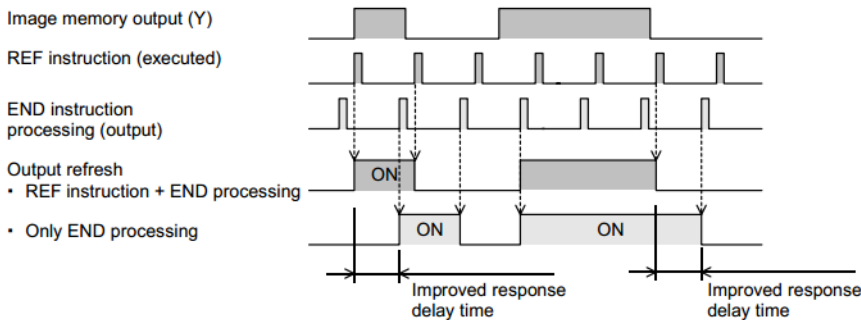 Image memory output (Y)
REF instruction (executed)
END instruction
processing (output)
Output refresh
・ REF instruction + END processing
ON
・ Only END processing
ON
ON
Improved response
delay time
Improved response
delay time